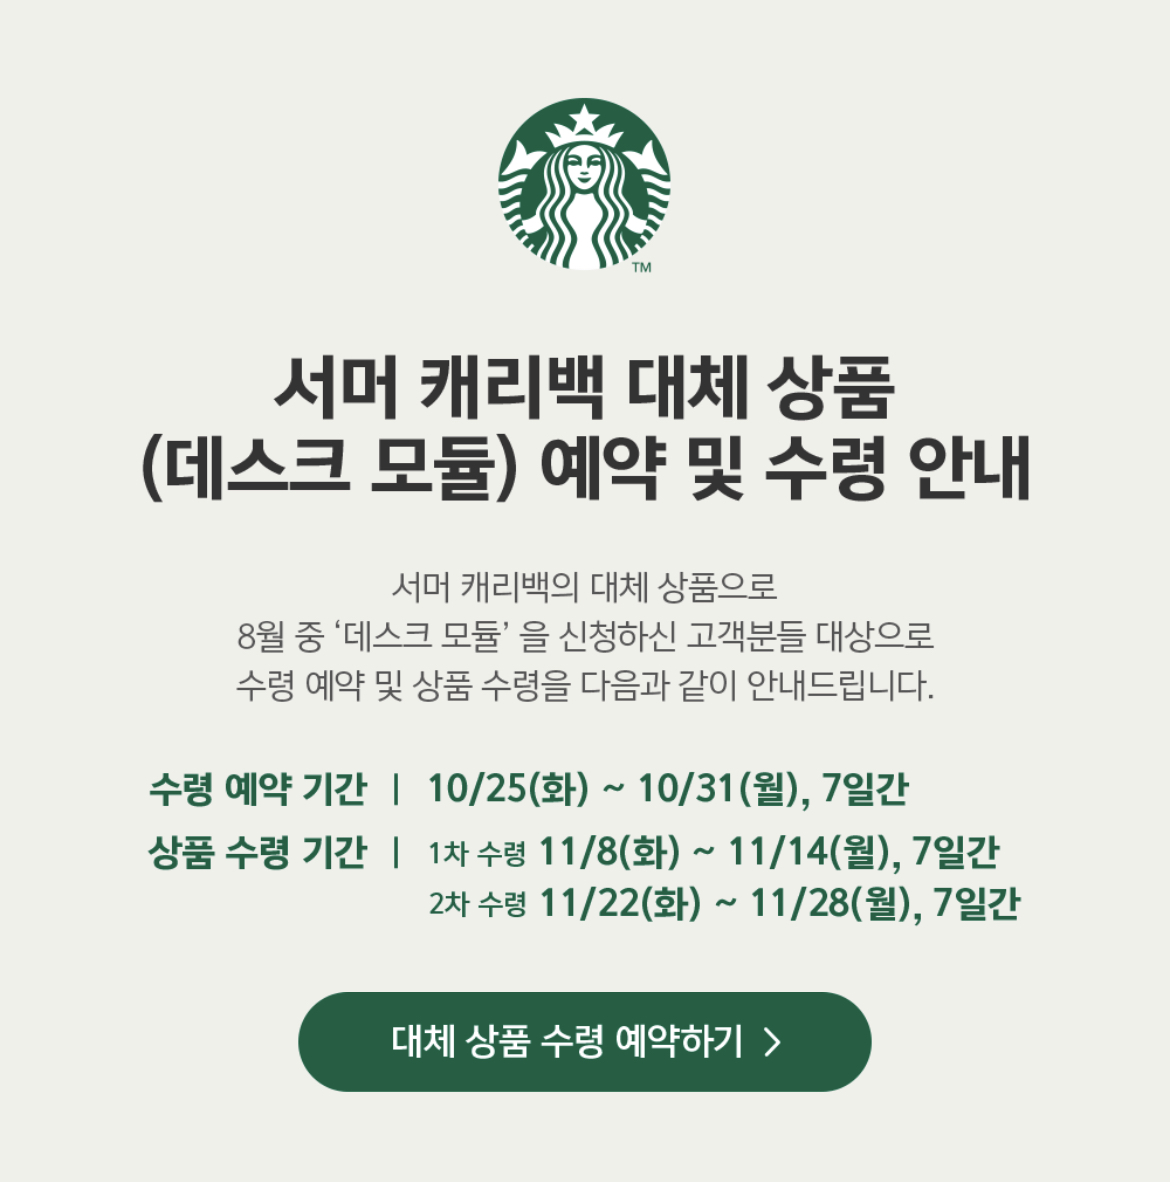 TM
서머 캐리백 대체 상품
(데스크 모듈) 예약 및 수령 안내
서머 캐리백의 대체 상품으로
8월 중 ‘데스크 모듈’ 을 신청하신 고객분들 대상으로
수령 예약 및 상품 수령을 다음과 같이 안내드립니다.
수령 예약 기간 | 10/25(화) ~ 10/31(월), 7일간
상품 수령 기간 | 1차 수령 11/8(화) ~ 11/14(월), 7일간
2차 수령 11/22(화) ~ 11/28(월), 7일간
대체 상품 수령 예약하기 >